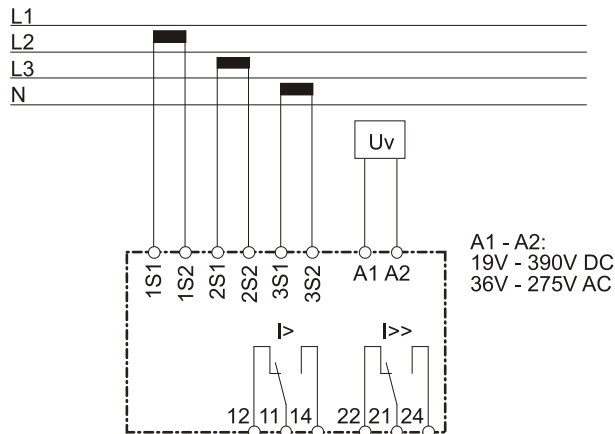 L1
L2
L3
N
Uv
1S1 1S2 2S1 2S2 3S1 3S2 A1 A2
A1 - A2:
19V - 390V DC
36V - 275V AC
I> I>>
12 11 14 22 21 24